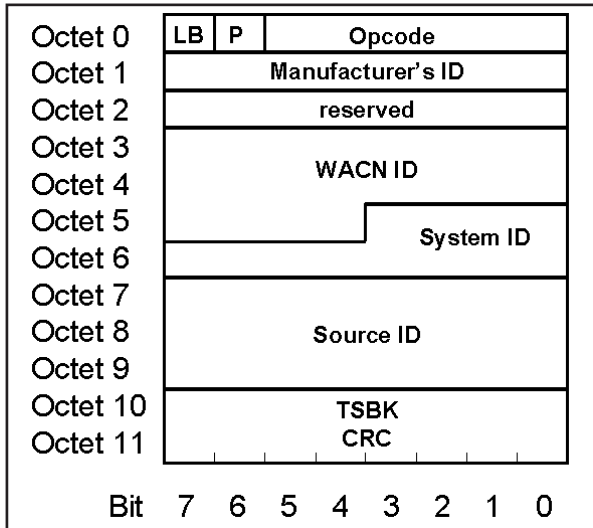 Octet 0 LB P Opcode
Octet 1 Manufacturer's ID
Octet 2 reserved
Octet 3
WACN ID
Octet 4
Octet 5
System ID
Octet 6
Octet 7
Octet 8 Source ID
Octet 9
Octet 10 TSBK
Octet 11 CRC
Bit 7 6 5 4 3 2 1 0